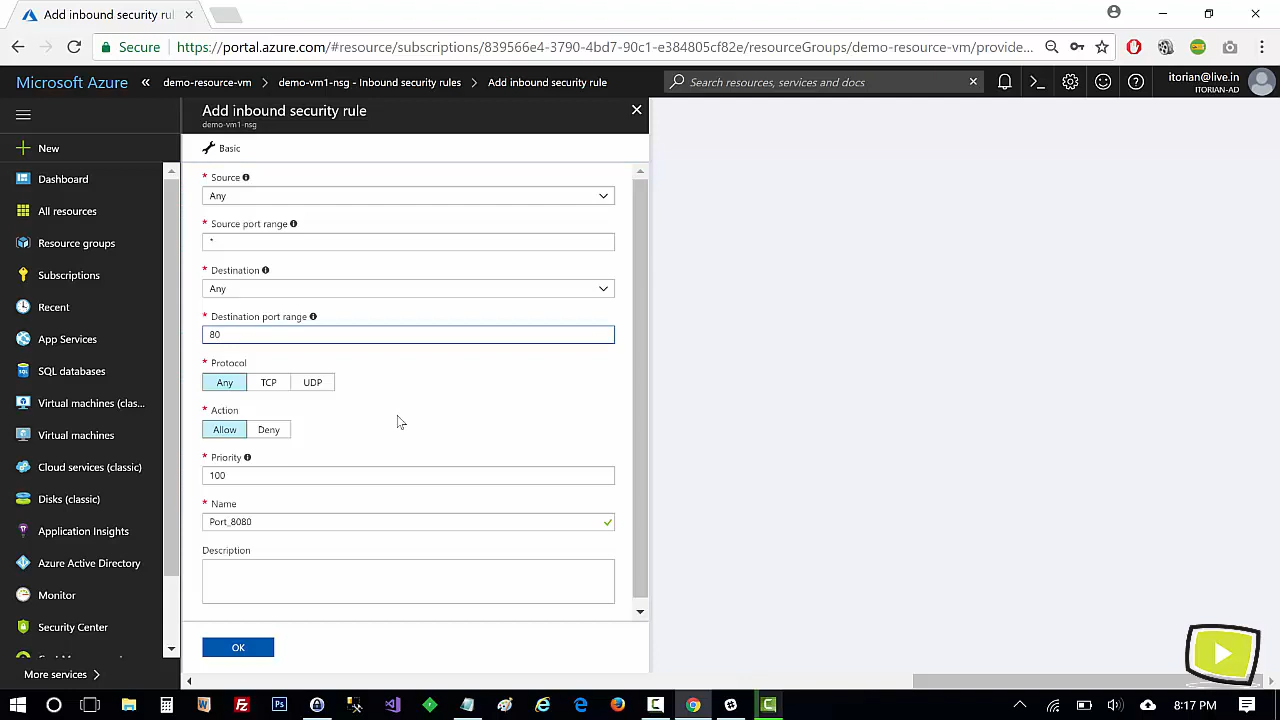 Add inbound security rul
Secure
https://portal.azure.com/#resource/subscriptions/839566e4-3790-4bd7-90c1-e384805cf82e/resourceGroups/demo-resource-vm/provide...
Microsoft Azure
demo-resource-vm > demo-vm1-nsg - Inbound security rules > Add inbound security rule
Search resources, services and docs
itorian@live.in
ITORIAN-AD
Add inbound security rule
demo-vm1-nsg
New
Dashboard
All resources
Resource groups
Subscriptions
Recent
App Services
SQL databases
Virtual machines (clas...
Virtual machines
Cloud services (classic)
Disks (classic)
Application Insights
Azure Active Directory
Monitor
Security Center
More services >
Basic
* Source
Any
* Source port range
*
* Destination
Any
* Destination port range
80
* Protocol
Any TCP UDP
* Action
Allow Deny
* Priority
100
* Name
Port_8080
Description
OK
8:17 PM